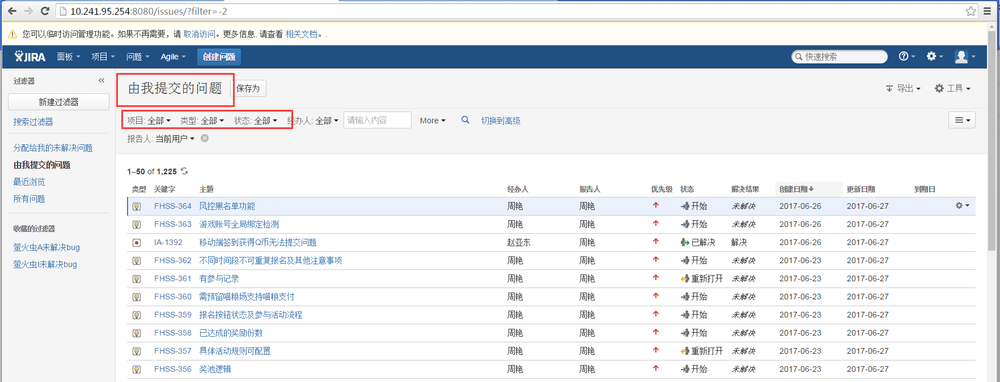 10.241.95.254:8080/issues/?filter=-2
您可以临时访问管理功能。如果不再需要，请 取消访问。更多信息, 请查看 相关文档。.
JIRA 面板 项目 问题 Agile 创建问题 快速搜索
过滤器
新建过滤器
搜索过滤器
分配给我的未解决问题
由我提交的问题
最近浏览
所有问题
收藏的过滤器
萤火虫A未解决bug
萤火虫I未解决bug
由我提交的问题 保存为 导出 工具
项目: 全部 类型: 全部 状态: 全部 经办人: 全部 请输入内容 More 切换到高级
报告人: 当前用户
1–50 of 1,225
类型 关键字 主题 经办人 报告人 优先级 状态 解决结果 创建日期 更新日期 到期日
FHSS-364 风控黑名单功能 周艳 周艳 开始 未解决 2017-06-26 2017-06-27
FHSS-363 游戏账号全局绑定检测 周艳 周艳 开始 未解决 2017-06-26 2017-06-27
IA-1392 移动端签到获得Q币无法提交问题 赵亚东 周艳 已解决 解决 2017-06-26 2017-06-27
FHSS-362 不同时间段不可重复报名及其他注意事项 周艳 周艳 开始 未解决 2017-06-23 2017-06-27
FHSS-361 有参与记录 周艳 周艳 重新打开 未解决 2017-06-23 2017-06-27
FHSS-360 需预留喵粮场支持喵粮支付 周艳 周艳 开始 未解决 2017-06-23 2017-06-27
FHSS-359 报名按钮状态及参与活动流程 周艳 周艳 开始 未解决 2017-06-23 2017-06-27
FHSS-358 已达成的奖励份数 周艳 周艳 开始 未解决 2017-06-23 2017-06-27
FHSS-357 具体活动规则可配置 周艳 周艳 重新打开 未解决 2017-06-23 2017-06-27
FHSS-356 奖池逻辑 周艳 周艳 开始 未解决 2017-06-23 2017-06-27